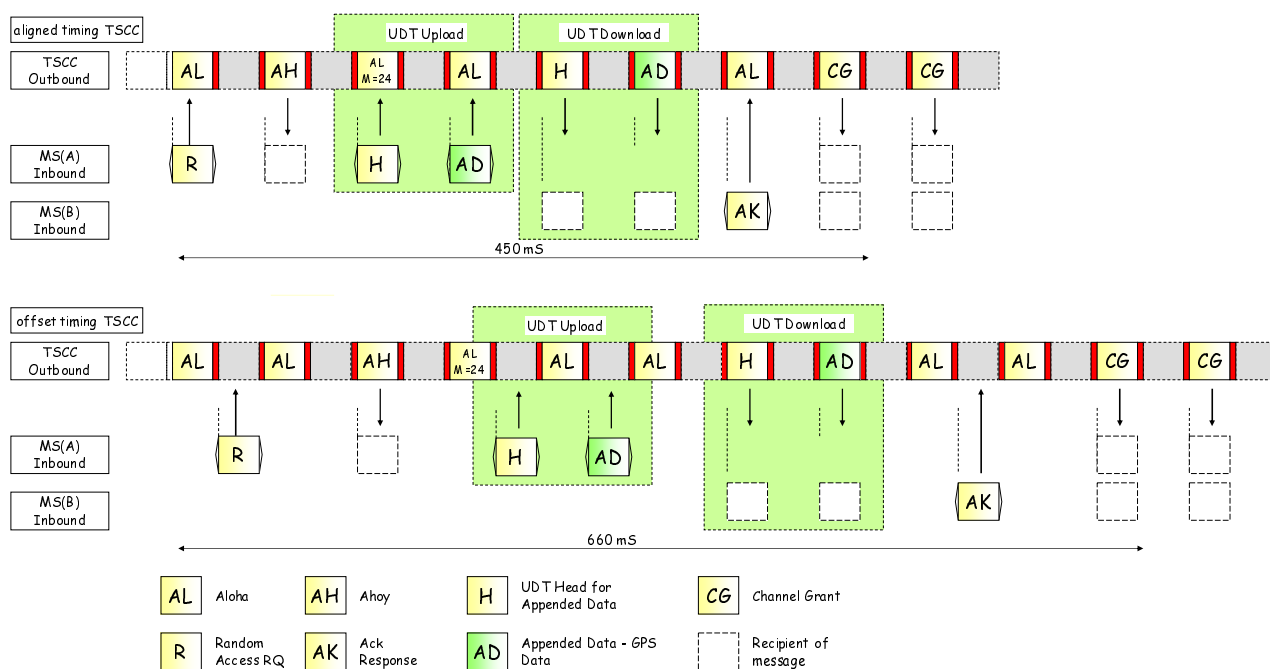 aligned timing TSCC
UDT Upload
UDT Download
TSCC
Outbound
AL
AH
AL
M=24
AL
H
AD
AL
CG
CG
MS(A)
Inbound
R
H
AD
MS(B)
Inbound
AK
450 mS
offset timing TSCC
UDT Upload
UDT Download
TSCC
Outbound
AL
AL
AH
AL
M=24
AL
AL
H
AD
AL
AL
CG
CG
MS(A)
Inbound
R
H
AD
MS(B)
Inbound
AK
660 mS
AL
Aloha
AH
Ahoy
H
UDT Head for
Appended Data
CG
Channel Grant
R
Random
Access RQ
AK
Ack
Response
AD
Appended Data - GPS
Data
Recipient of
message